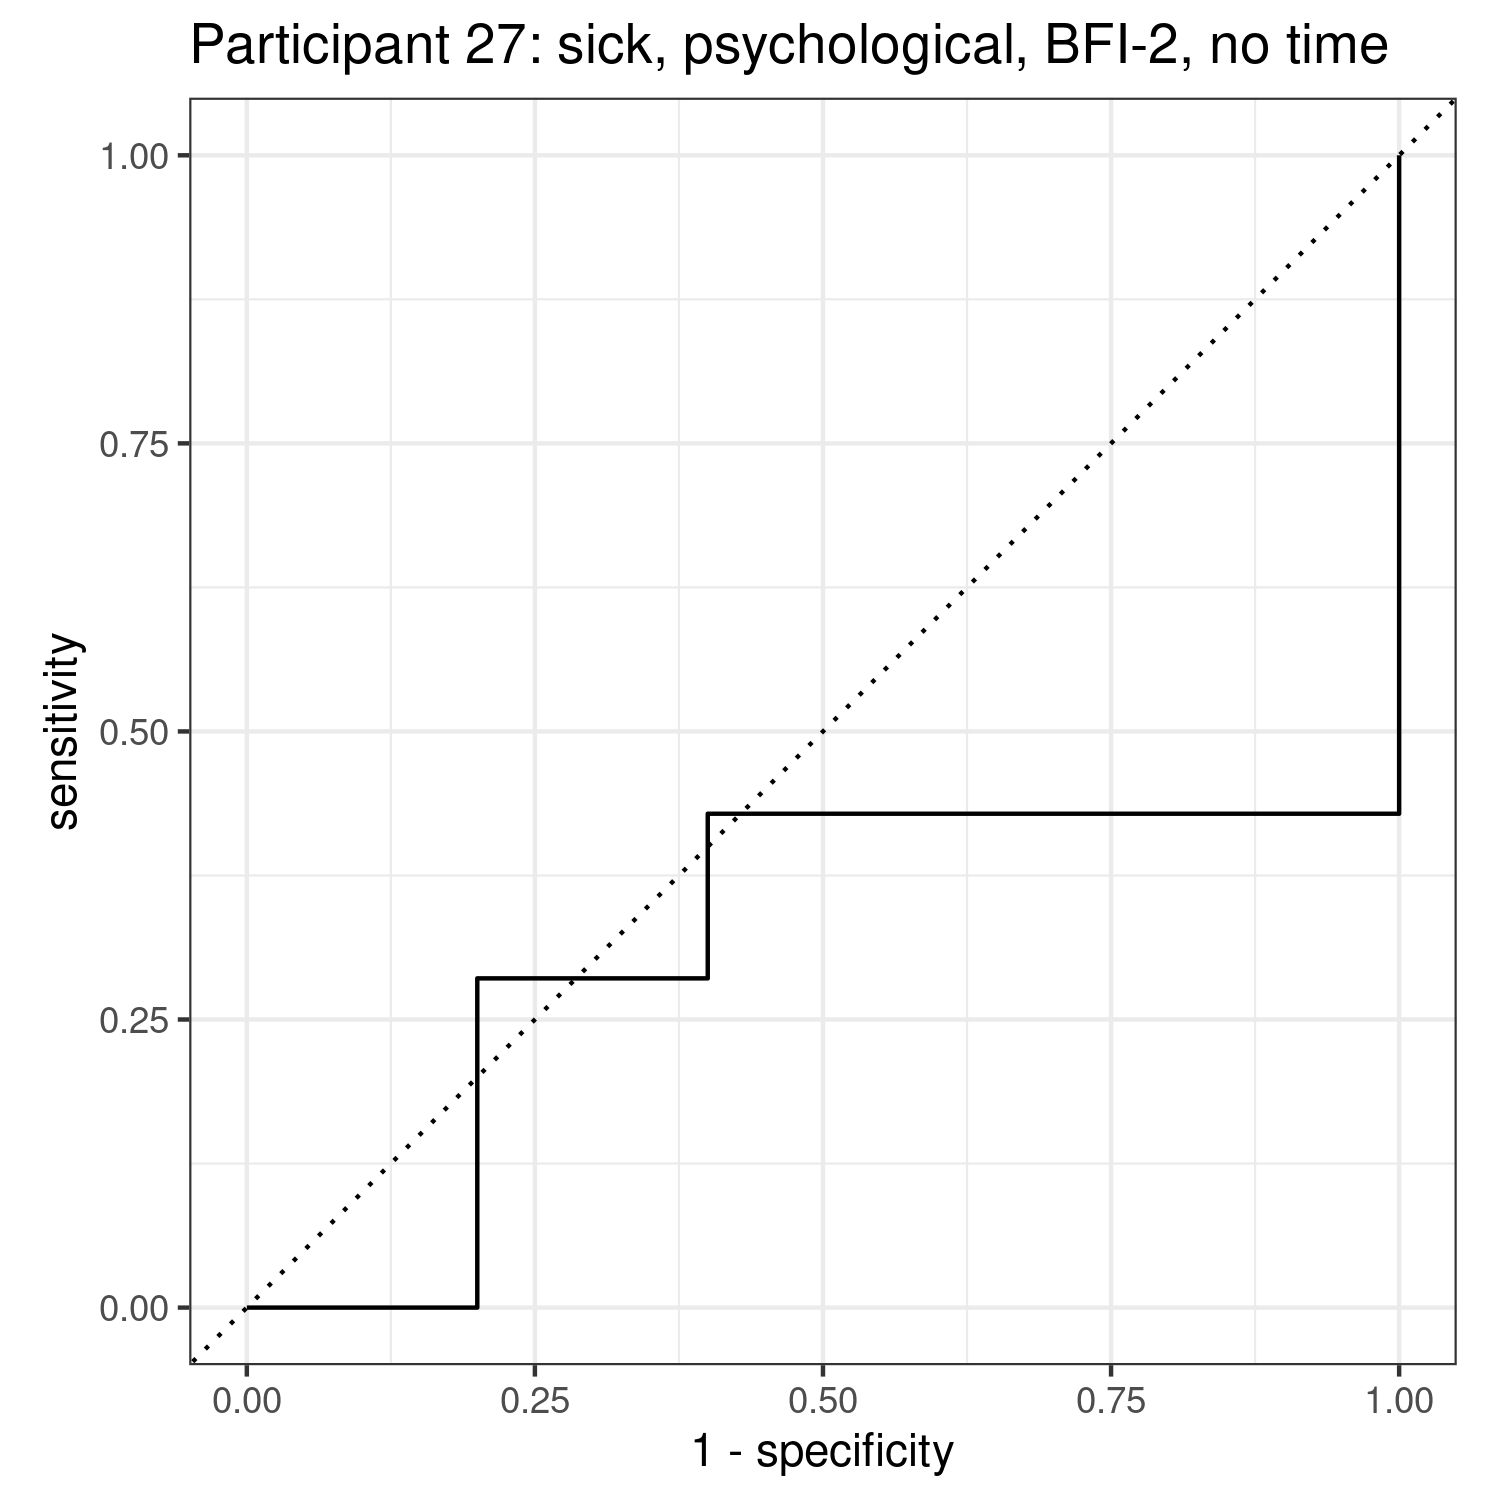 Participant 27: sick, psychological, BFI-2, no time
1.00
0.75
0.50
0.25
0.00
sensitivity
0.00 0.25 0.50 0.75 1.00
1 - specificity